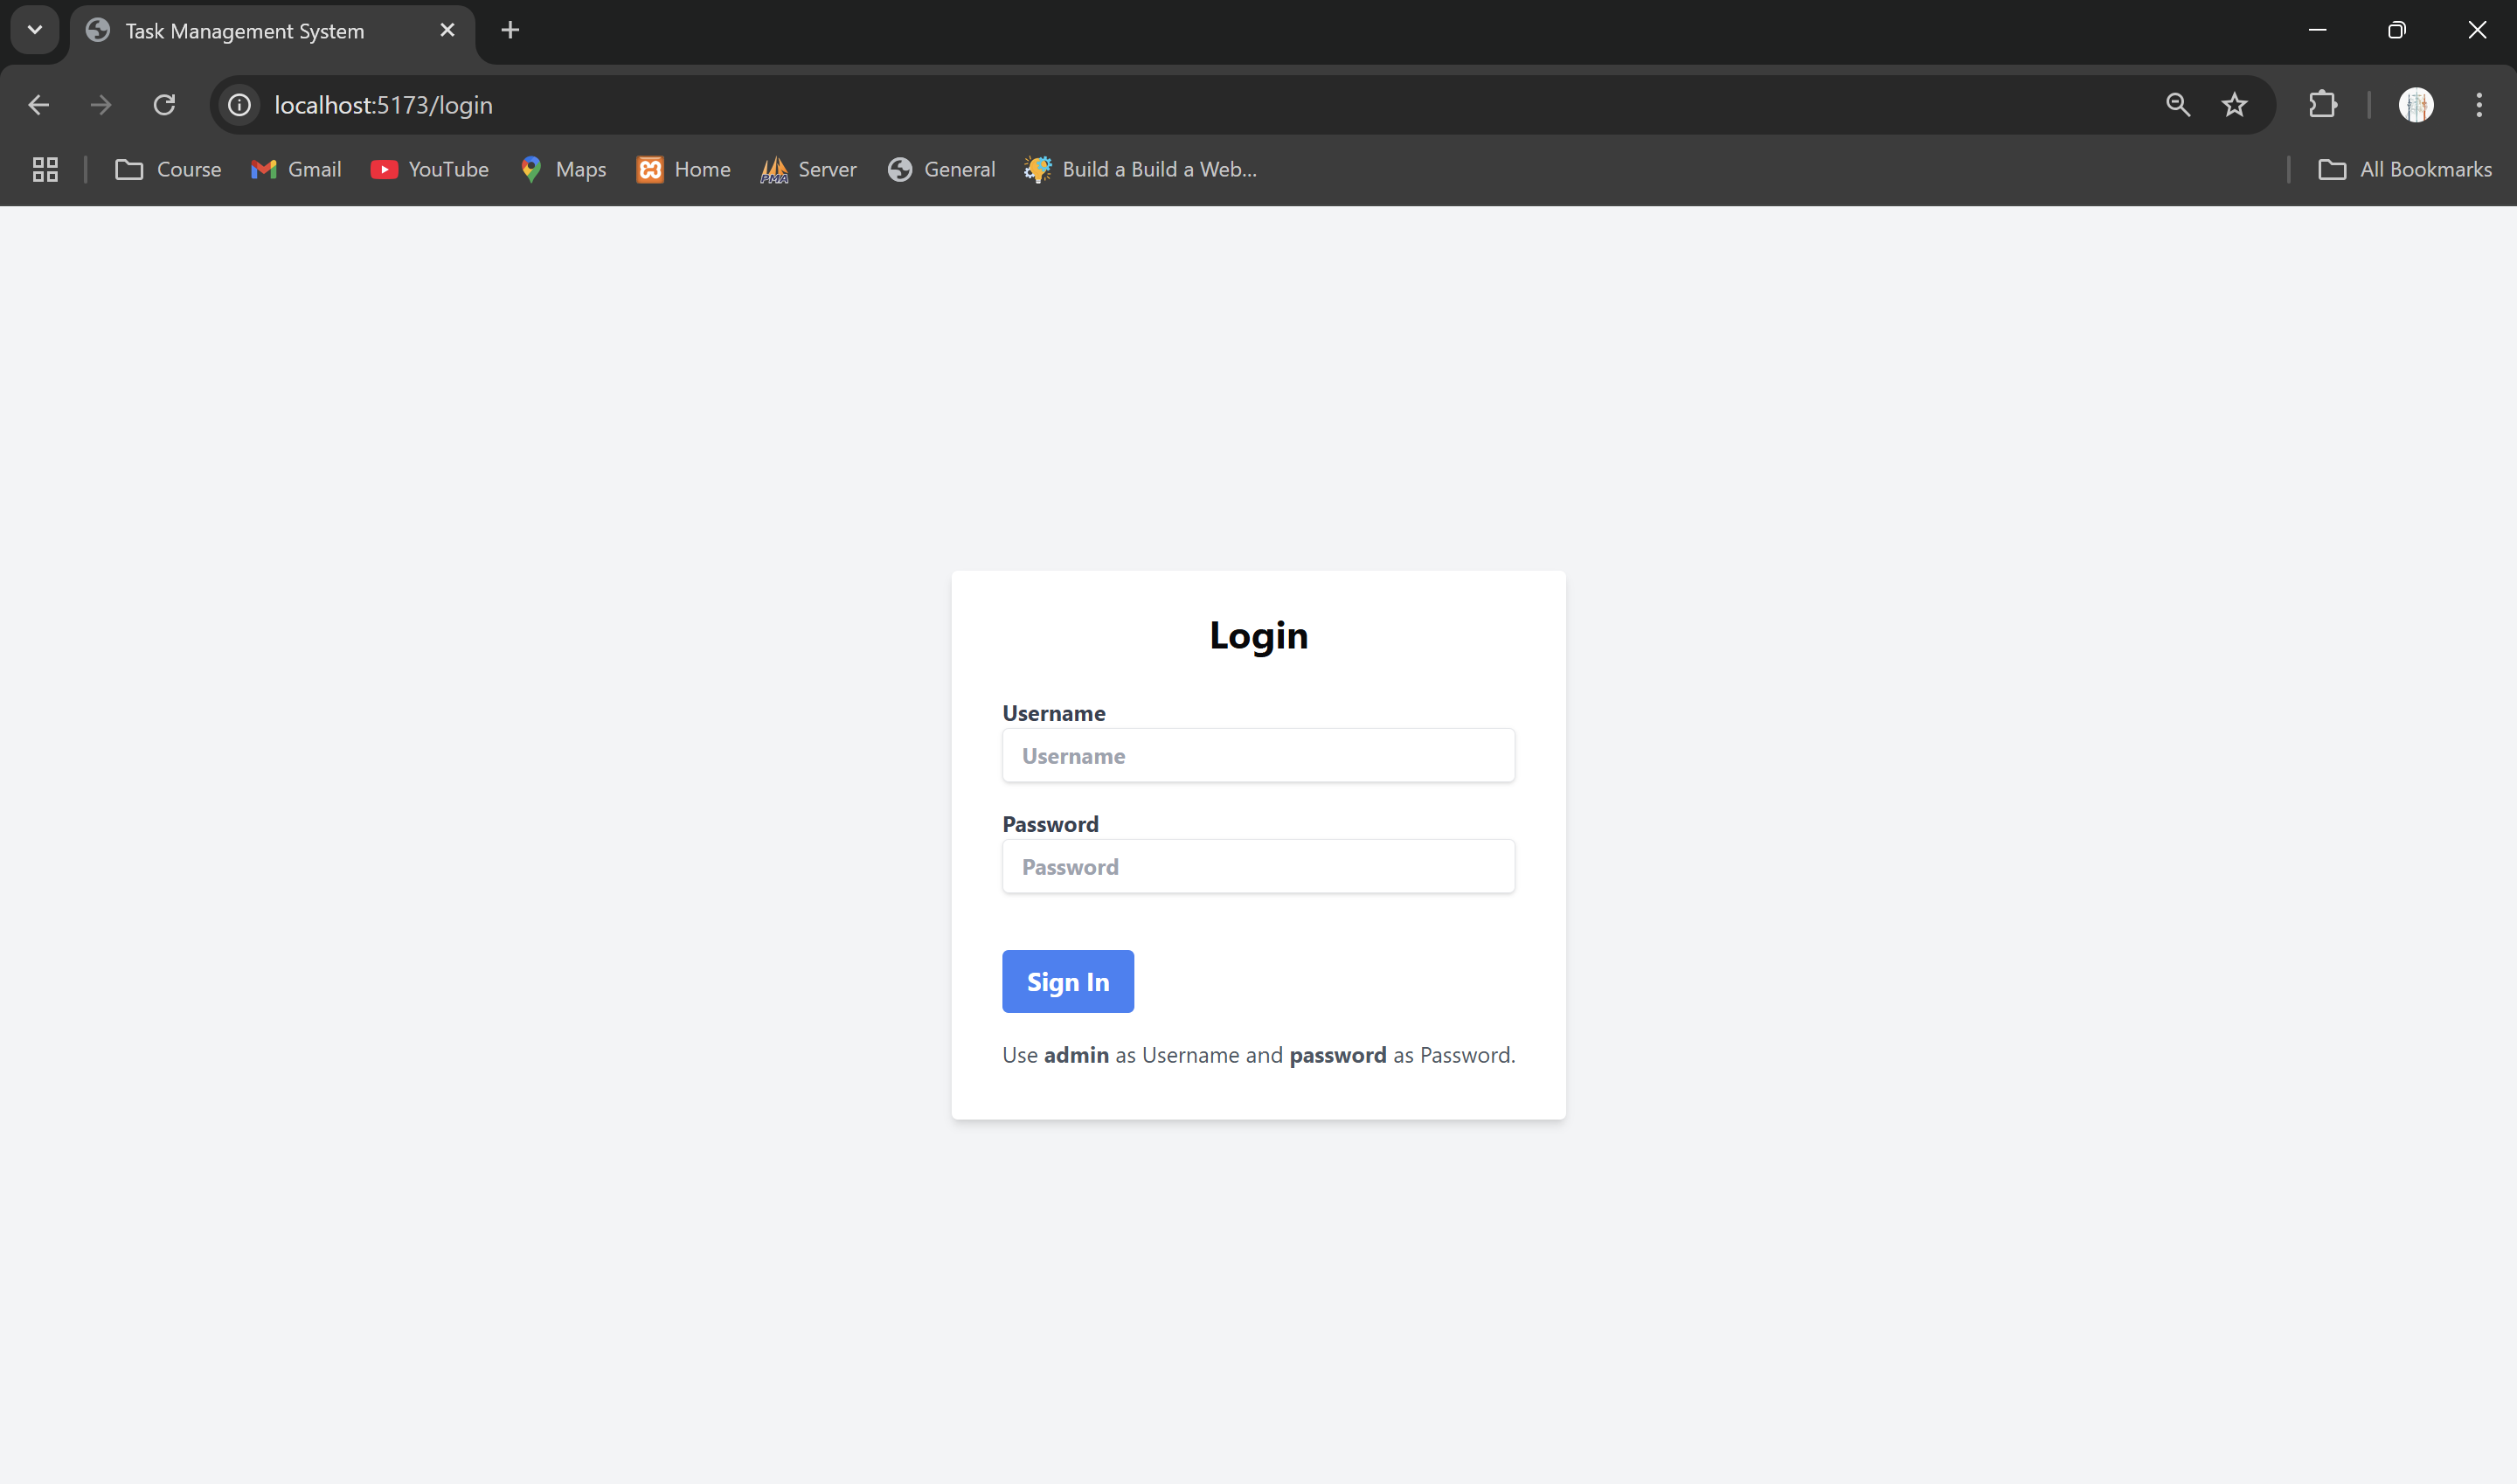 Task Management System
localhost:5173/login
Course Gmail YouTube Maps Home PMA Server General Build a Build a Web... All Bookmarks
Login
Username
Username
Password
Password
Sign In
Use admin as Username and password as Password.